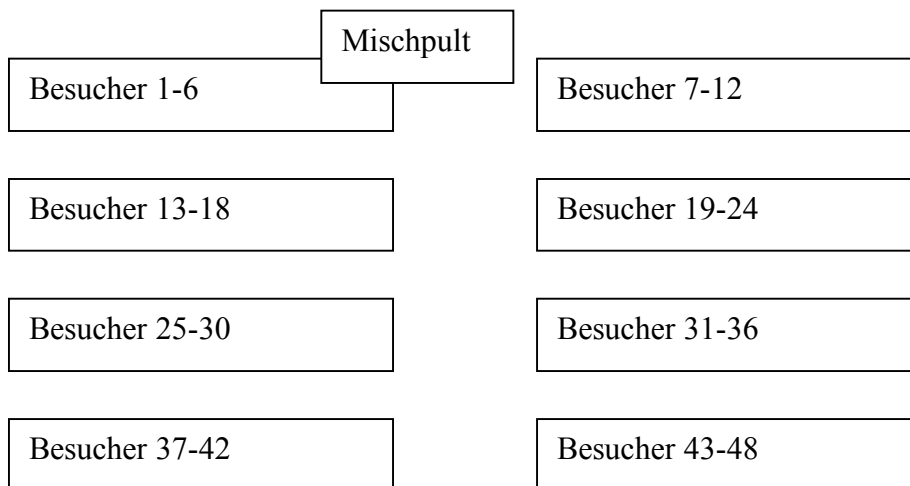 Mischpult
Besucher 1-6
Besucher 7-12
Besucher 13-18
Besucher 19-24
Besucher 25-30
Besucher 31-36
Besucher 37-42
Besucher 43-48